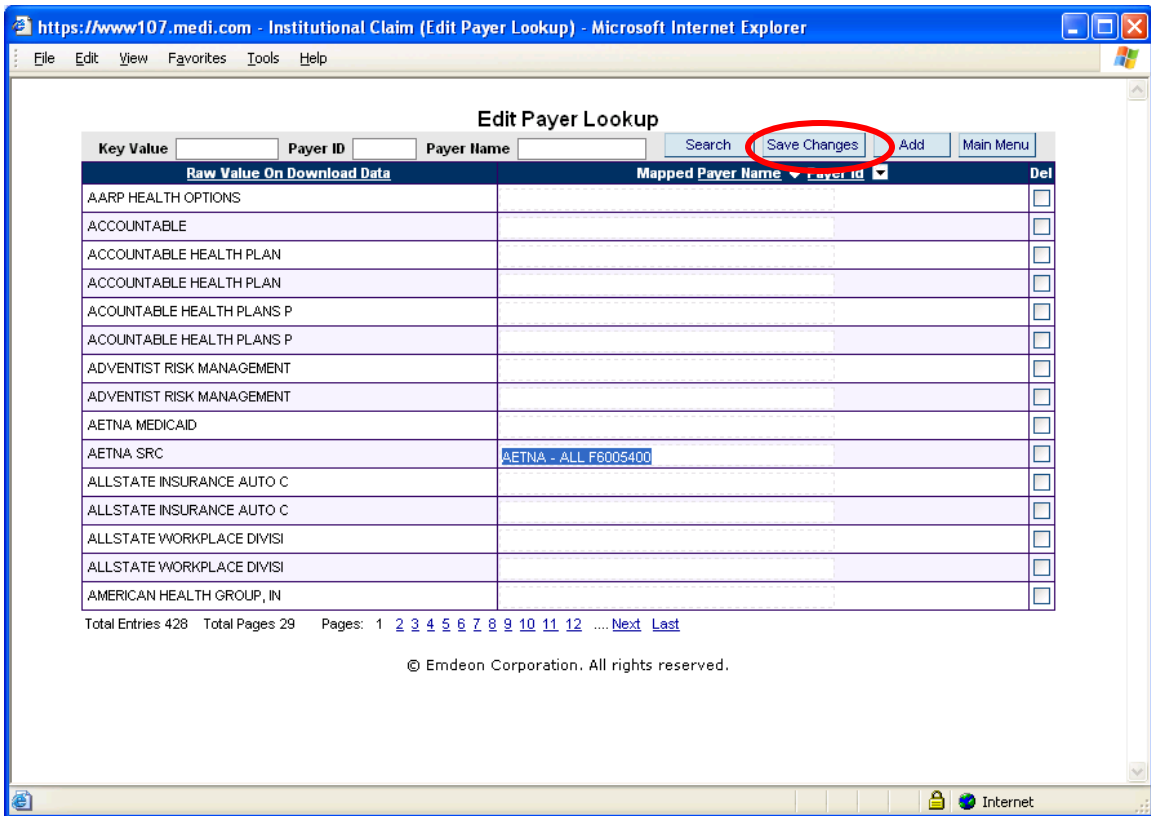 https://www107.medi.com - Institutional Claim (Edit Payer Lookup) - Microsoft Internet Explorer
File Edit View Favorites Tools Help
Edit Payer Lookup
Key Value Payer ID Payer Name Search Save Changes Add Main Menu
Raw Value On Download Data Mapped Payer Name Payer Id Del
AARP HEALTH OPTIONS
ACCOUNTABLE
ACCOUNTABLE HEALTH PLAN
ACCOUNTABLE HEALTH PLAN
ACOUNTABLE HEALTH PLANS P
ACOUNTABLE HEALTH PLANS P
ADVENTIST RISK MANAGEMENT
ADVENTIST RISK MANAGEMENT
AETNA MEDICAID
AETNA SRC AETNA - ALL F6005400
ALLSTATE INSURANCE AUTO C
ALLSTATE INSURANCE AUTO C
ALLSTATE WORKPLACE DIVISI
ALLSTATE WORKPLACE DIVISI
AMERICAN HEALTH GROUP, IN
Total Entries 428 Total Pages 29 Pages: 1 2 3 4 5 6 7 8 9 10 11 12 .... Next Last
© Emdeon Corporation. All rights reserved.
Internet